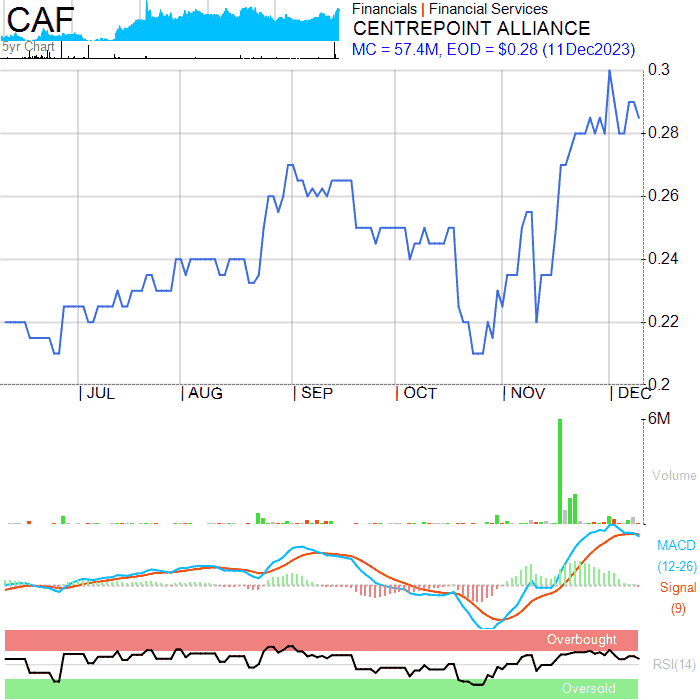 CAF
5yr Chart
Financials | Financial Services
CENTREPOINT ALLIANCE
MC = 57.4M, EOD = $0.28 (11Dec2023)
0.3
0.28
0.26
0.24
0.22
0.2
JUL AUG SEP OCT NOV DEC
6M
Volume
MACD
(12-26)
Signal
(9)
Overbought
RSI(14)
Oversold